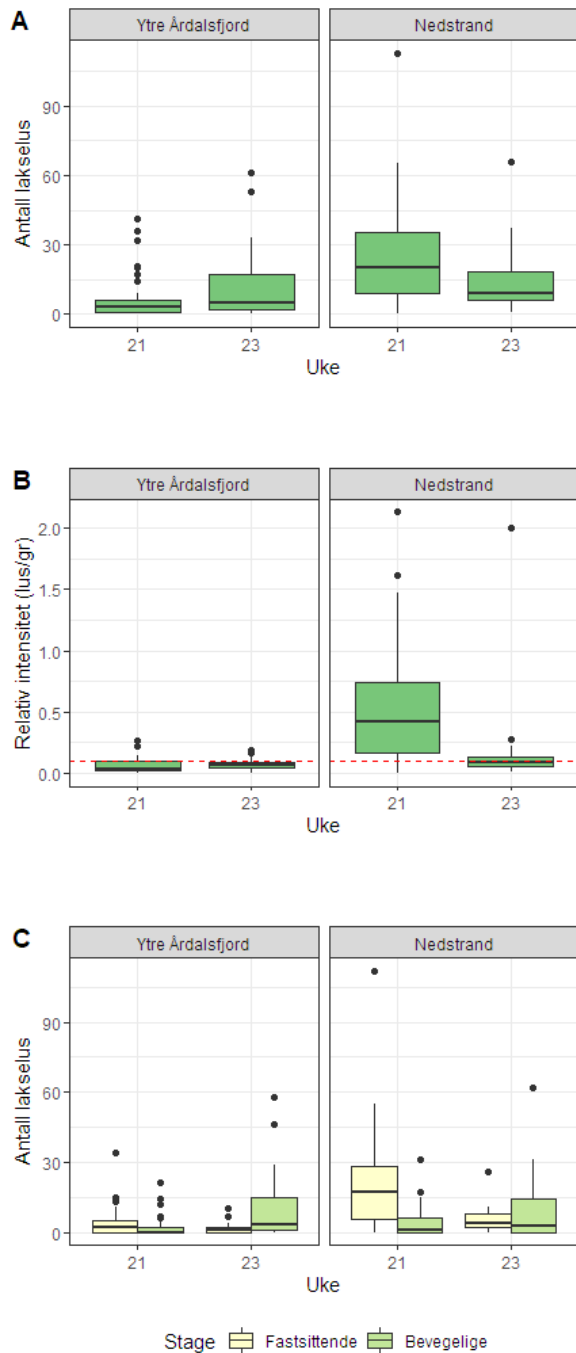 A
Ytre Årdalsfjord
Nedstrand
Antall lakselus
90
60
30
0
21
23
21
23
Uke
B
Ytre Årdalsfjord
Nedstrand
Relativ intensitet (lus/gr)
2.0
1.5
1.0
0.5
0.0
21
23
21
23
Uke
C
Ytre Årdalsfjord
Nedstrand
Antall lakselus
90
60
30
0
21
23
21
23
Uke
Stage Fastsittende Bevegelige